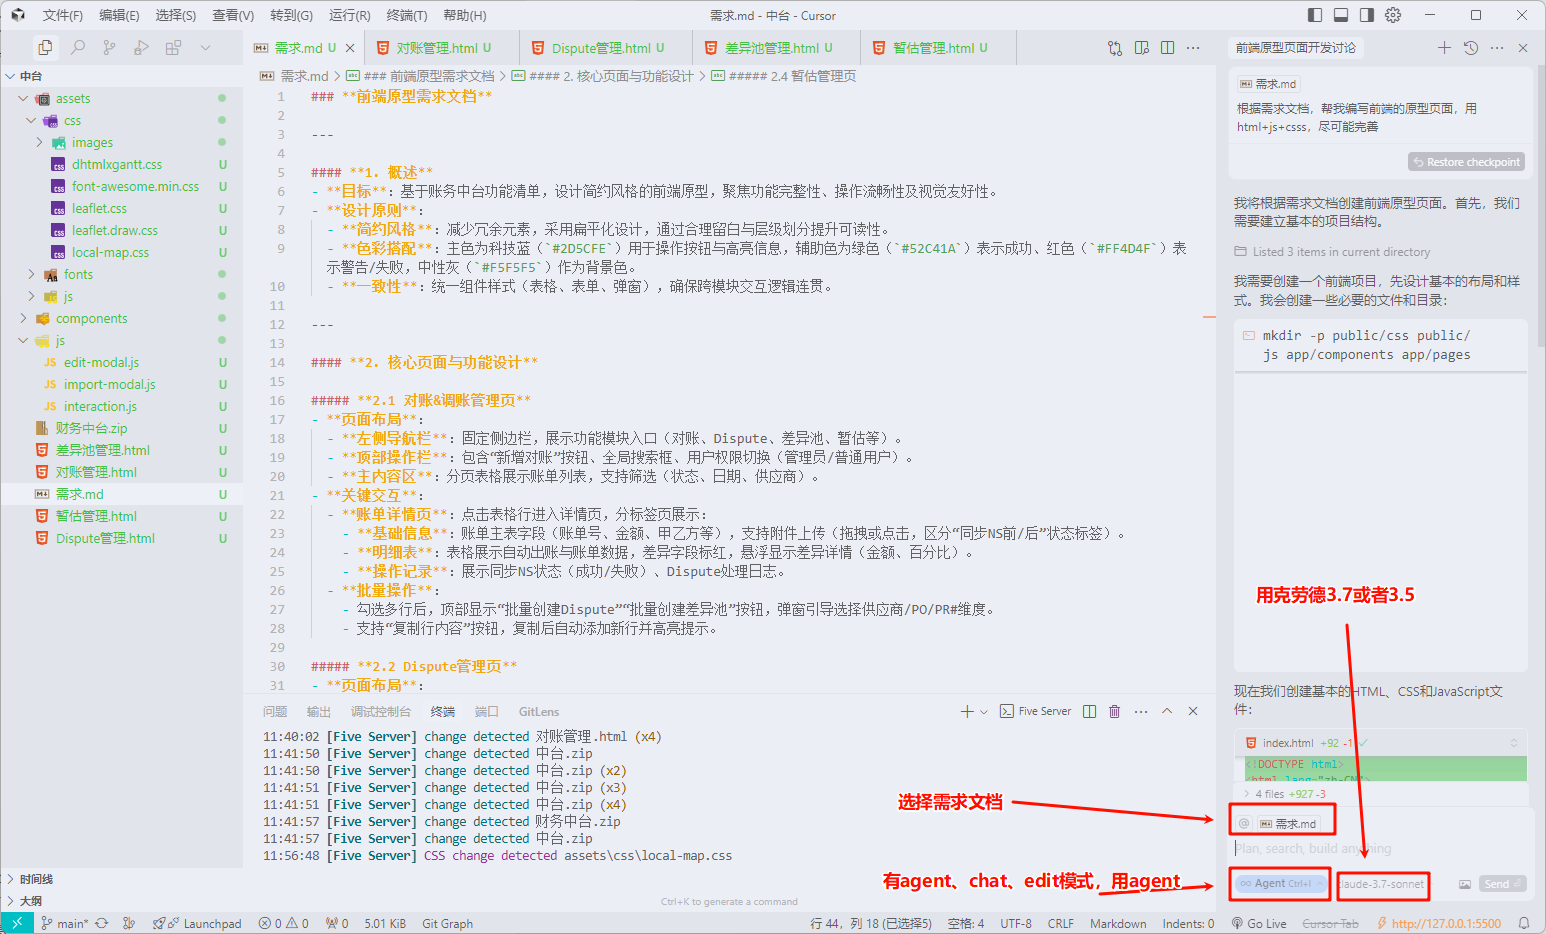 文件(F) 编辑(E) 选择(S) 查看(V) 转到(G) 运行(R) 终端(T) 帮助(H) 需求.md - 中台 - Cursor
中台
assets
css
images
dhtmlxgantt.css U
font-awesome.min.css U
leaflet.css U
leaflet.draw.css U
local-map.css U
fonts
js
components
js
JS edit-modal.js U
JS import-modal.js U
JS interaction.js U
财务中台.zip U
差异池管理.html U
对账管理.html U
需求.md U
暂估管理.html U
Dispute管理.html U
时间线
大纲
需求.md U 对账管理.html U Dispute管理.html U 差异池管理.html U 暂估管理.html U
需求.md > ### 前端原型需求文档 > #### 2. 核心页面与功能设计 > ##### 2.4 暂估管理页
1 ### **前端原型需求文档**
2
3 ---
4
5 #### **1. 概述**
6 - **目标**：基于账务中台功能清单，设计简约风格的前端原型，聚焦功能完整性、操作流畅性及视觉友好性。
7 - **设计原则**：
8 - **简约风格**：减少冗余元素，采用扁平化设计，通过合理留白与层级划分提升可读性。
9 - **色彩搭配**：主色为科技蓝（`#2D5CFE`）用于操作按钮与高亮信息，辅助色为绿色（`#52C41A`）表示成功、红色（`#FF4D4F`）表
示警告/失败，中性灰（`#F5F5F5`）作为背景色。
10 - **一致性**：统一组件样式（表格、表单、弹窗），确保跨模块交互逻辑连贯。
11
12 ---
13
14 #### **2. 核心页面与功能设计**
15
16 ##### **2.1 对账&调账管理页**
17 - **页面布局**：
18 - **左侧导航栏**：固定侧边栏，展示功能模块入口（对账、Dispute、差异池、暂估等）。
19 - **顶部操作栏**：包含“新增对账”按钮、全局搜索框、用户权限切换（管理员/普通用户）。
20 - **主内容区**：分页表格展示账单列表，支持筛选（状态、日期、供应商）。
21 - **关键交互**：
22 - **账单详情页**：点击表格行进入详情页，分标签页展示：
23 - **基础信息**：账单主表字段（账单号、金额、甲乙方等），支持附件上传（拖拽或点击，区分“同步NS前/后”状态标签）。
24 - **明细表**：表格展示自动出账与账单数据，差异字段标红，悬浮显示差异详情（金额、百分比）。
25 - **操作记录**：展示同步NS状态（成功/失败）、Dispute处理日志。
26 - **批量操作**：
27 - 勾选多行后，顶部显示“批量创建Dispute”“批量创建差异池”按钮，弹窗引导选择供应商/PO/PR#维度。
28 - 支持“复制行内容”按钮，复制后自动添加新行并高亮提示。
29
30 ##### **2.2 Dispute管理页**
31 - **页面布局**：
问题 输出 调试控制台 终端 端口 GitLens Five Server
11:40:02 [Five Server] change detected 对账管理.html (x4)
11:41:50 [Five Server] change detected 中台.zip
11:41:50 [Five Server] change detected 中台.zip (x2)
11:41:51 [Five Server] change detected 中台.zip (x3)
11:41:51 [Five Server] change detected 中台.zip (x4)
11:41:57 [Five Server] change detected 财务中台.zip
11:41:57 [Five Server] change detected 中台.zip
11:56:48 [Five Server] CSS change detected assets\css\local-map.css
Ctrl+K to generate a command
选择需求文档
有agent、chat、edit模式，用agent
前端原型页面开发讨论
需求.md
根据需求文档，帮我编写前端的原型页面，用
html+js+csss，尽可能完善
Restore checkpoint
我将根据需求文档创建前端原型页面。首先，我们
需要建立基本的项目结构。
Listed 3 items in current directory
我需要创建一个前端项目，先设计基本的布局和样
式。我会创建一些必要的文件和目录：
mkdir -p public/css public/
js app/components app/pages
用克劳德3.7或者3.5
现在我们创建基本的HTML、CSS和JavaScript文
件：
index.html +92 -1
<!DOCTYPE html>
<html lang="zh-CN">
4 files +927 -3
@ 需求.md
Plan, search, build anything
Agent Ctrl+I claude-3.7-sonnet Send
main* Launchpad 0 0 0 5.01 KiB Git Graph 行 44，列 18 (已选择5) 空格: 4 UTF-8 CRLF Markdown Indents: 0 Go Live Cursor Tab http://127.0.0.1:5500